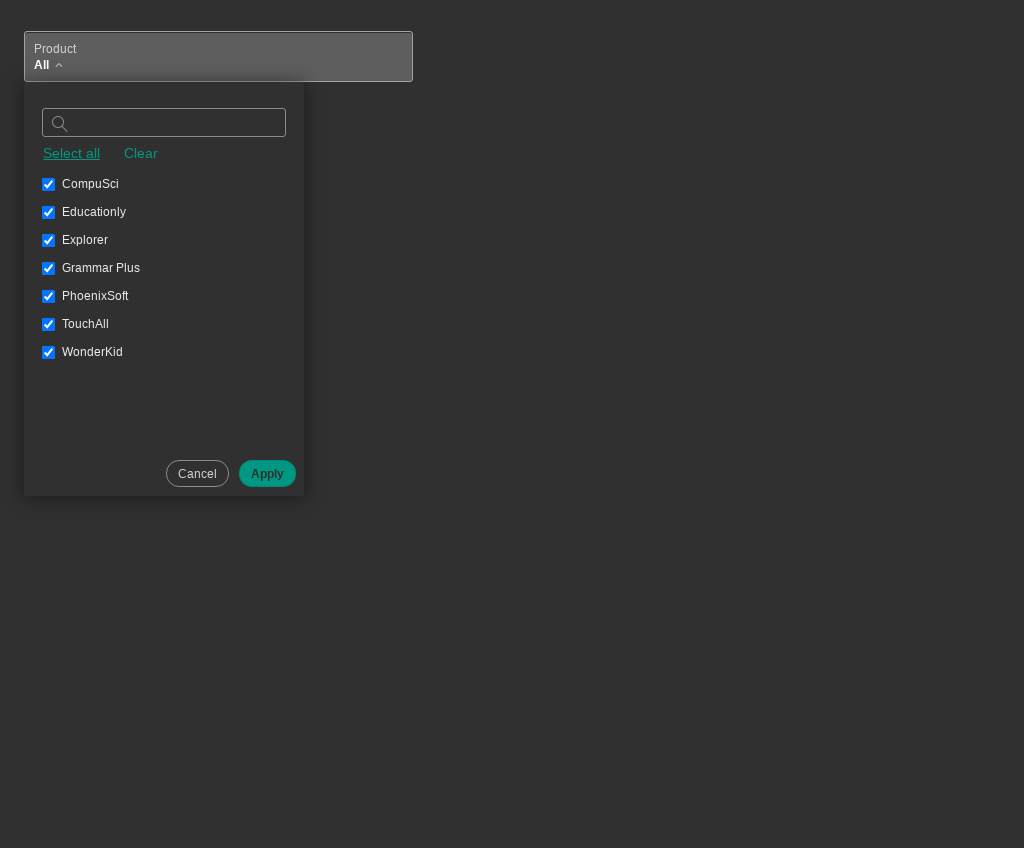 Product
All
Select all Clear
CompuSci
Educationly
Explorer
Grammar Plus
PhoenixSoft
TouchAll
WonderKid
Cancel Apply